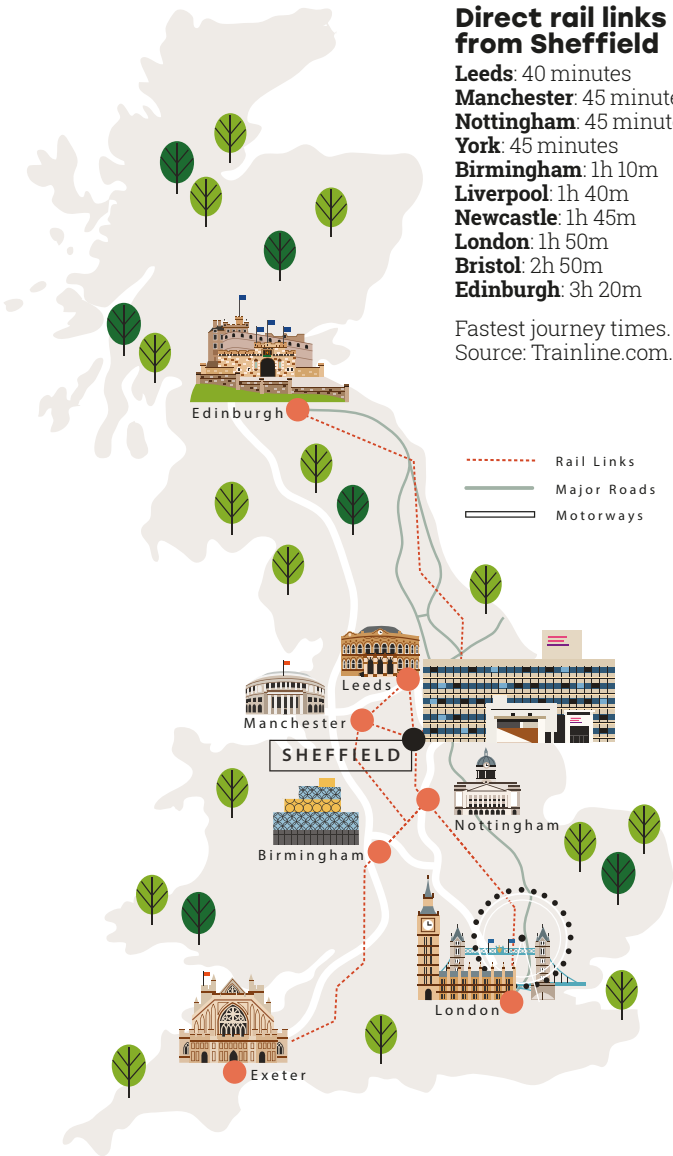 Direct rail links
from Sheffield
Leeds: 40 minutes
Manchester: 45 minute
Nottingham: 45 minut
York: 45 minutes
Birmingham: 1h 10m
Liverpool: 1h 40m
Newcastle: 1h 45m
London: 1h 50m
Bristol: 2h 50m
Edinburgh: 3h 20m
Fastest journey times.
Source: Trainline.com.
Edinburgh
Rail Links
Major Roads
Motorways
Leeds
Manchester
SHEFFIELD
Nottingham
Birmingham
London
Exeter